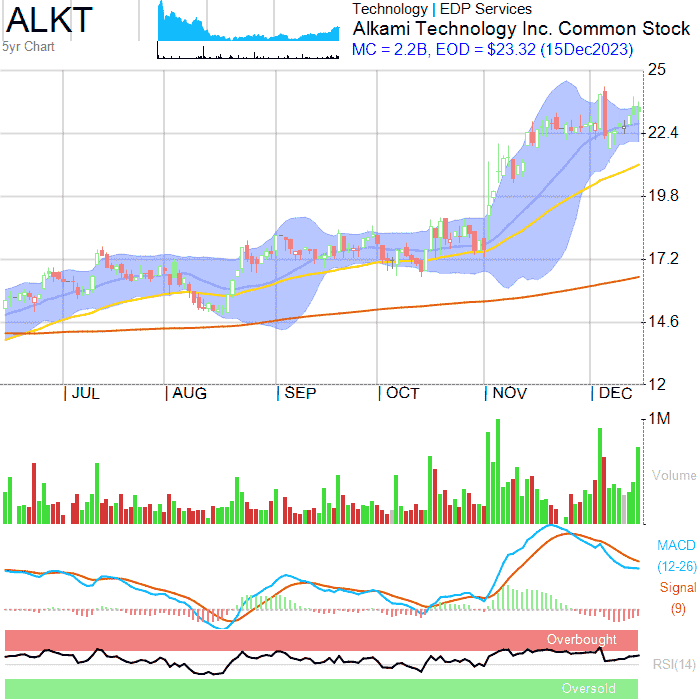 ALKT
5yr Chart
Technology | EDP Services
Alkami Technology Inc. Common Stock
MC = 2.2B, EOD = $23.32 (15Dec2023)
25
22.4
19.8
17.2
14.6
12
JUL AUG SEP OCT NOV DEC
1M
Volume
MACD
(12-26)
Signal
(9)
Overbought
RSI(14)
Oversold